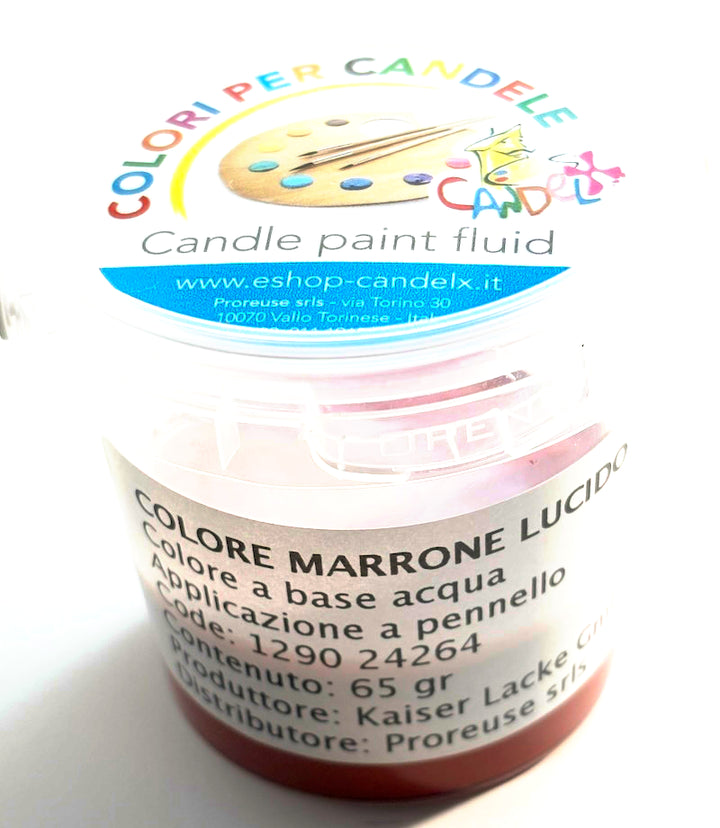 COLORI PER CANDELE
CANDELX
Candle paint fluid
www.eshop-candelx.it
Proreuse srls - via Torino 30
10070 Vallo Torinese -
COLORE MARRONE LUCIDO
Colore a base acqua
Applicazione a pennello
Code: 1290 24264
Contenuto: 65 gr
Produttore: Kaiser Lacke
Distributore: Proreuse srls